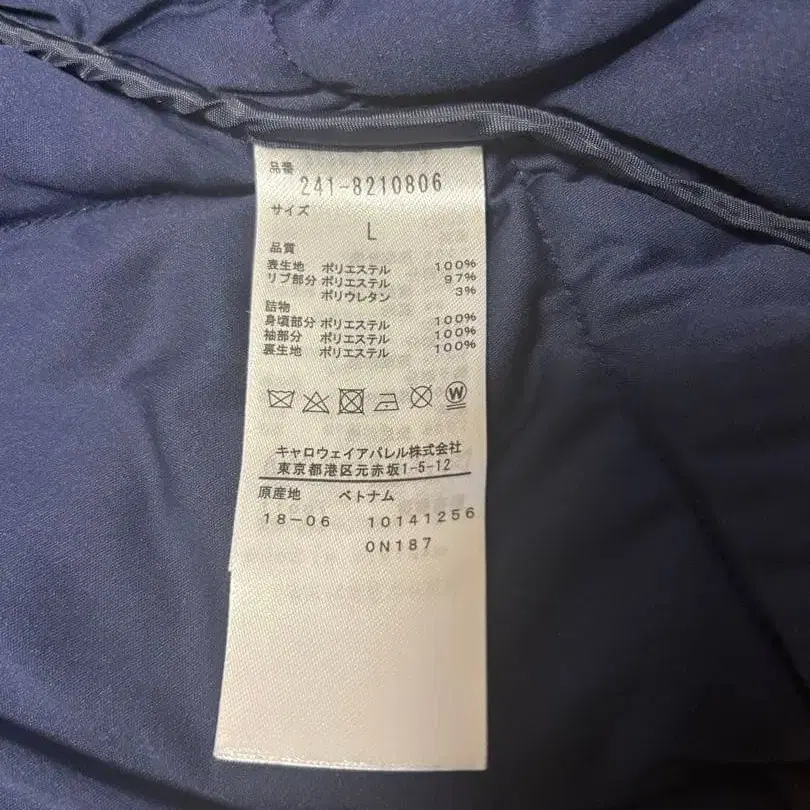 品番
241-8210806
サイズ
L
品質
表生地 ポリエステル 100%
リブ部分 ポリエステル 97%
ポリウレタン 3%
詰物
身頃部分 ポリエステル 100%
袖部分 ポリエステル 100%
裏生地 ポリエステル 100%
W
キャロウェイアパレル株式会社
東京都港区元赤坂1-5-12
原産地 ベトナム
18-06 10141256
0N187